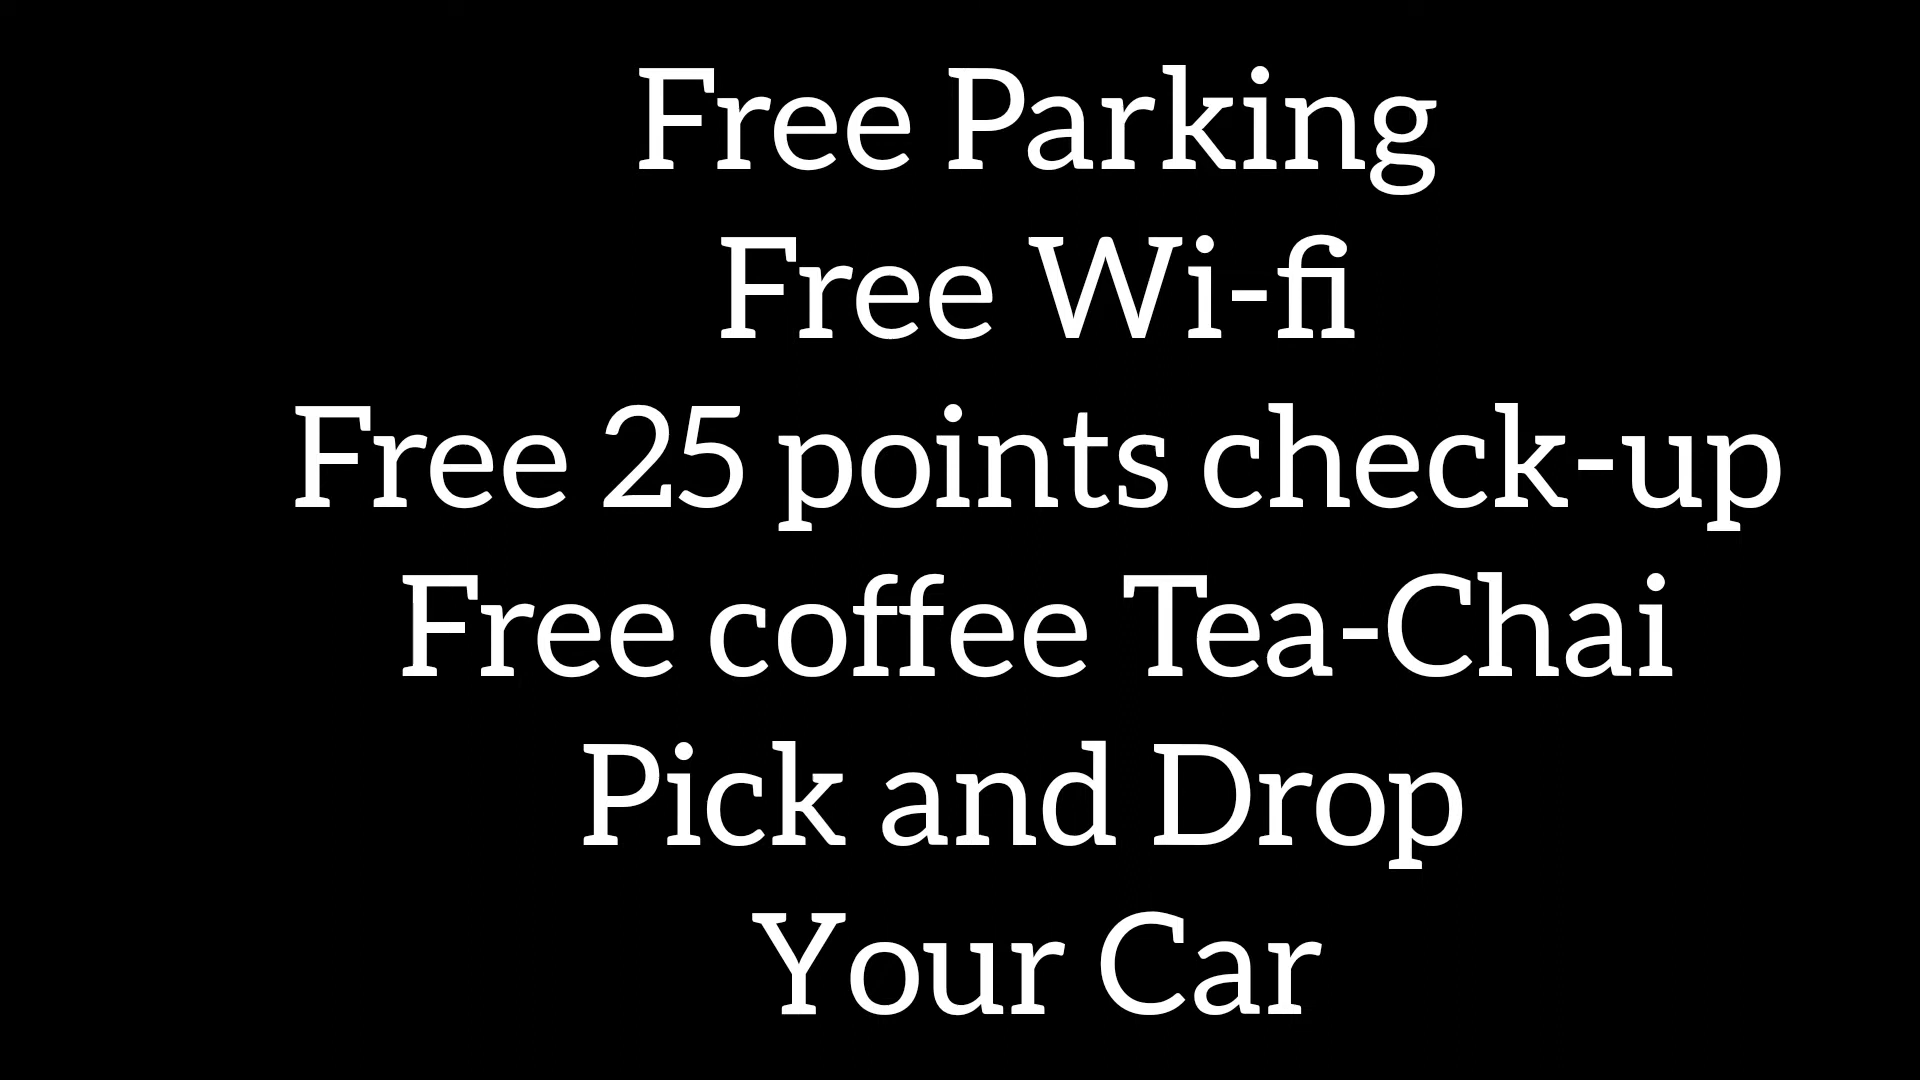 Free Parking
Free Wi-fi
Free 25 points check-up
Free coffee Tea-Chai
Pick and Drop
Your Car